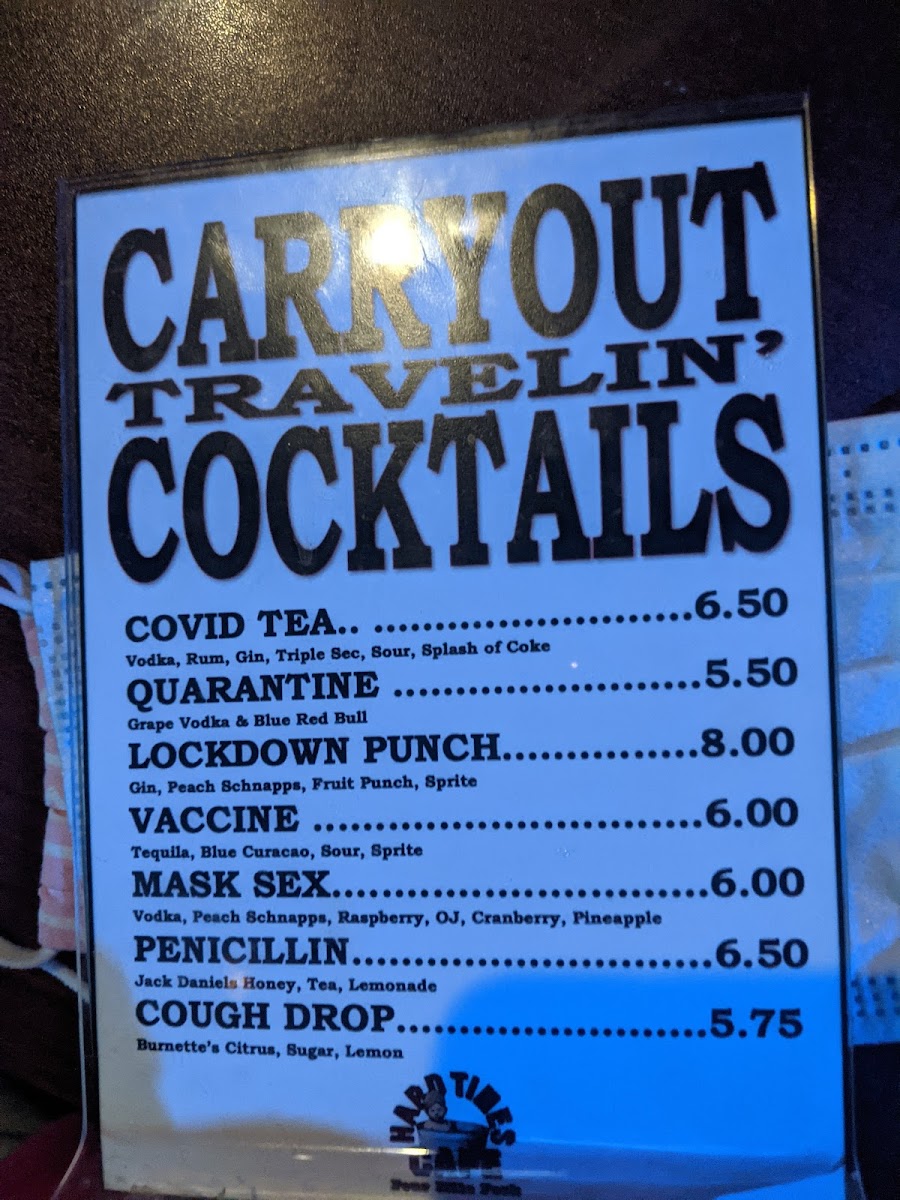 CARRYOUT
TRAVELIN'
COCKTAILS
COVID TEA.. ..........................6.50
Vodka, Rum, Gin, Triple Sec, Sour, Splash of Coke
QUARANTINE .........................5.50
Grape Vodka & Blue Red Bull
LOCKDOWN PUNCH................8.00
Gin, Peach Schnapps, Fruit Punch, Sprite
VACCINE ................................6.00
Tequila, Blue Curacao, Sour, Sprite
MASK SEX...............................6.00
Vodka, Peach Schnapps, Raspberry, OJ, Cranberry, Pineapple
PENICILLIN..............................6.50
Jack Daniels Honey, Tea, Lemonade
COUGH DROP.........................5.75
Burnette's Citrus, Sugar, Lemon
HARD TIMES
CAFE
Four Mile Fork